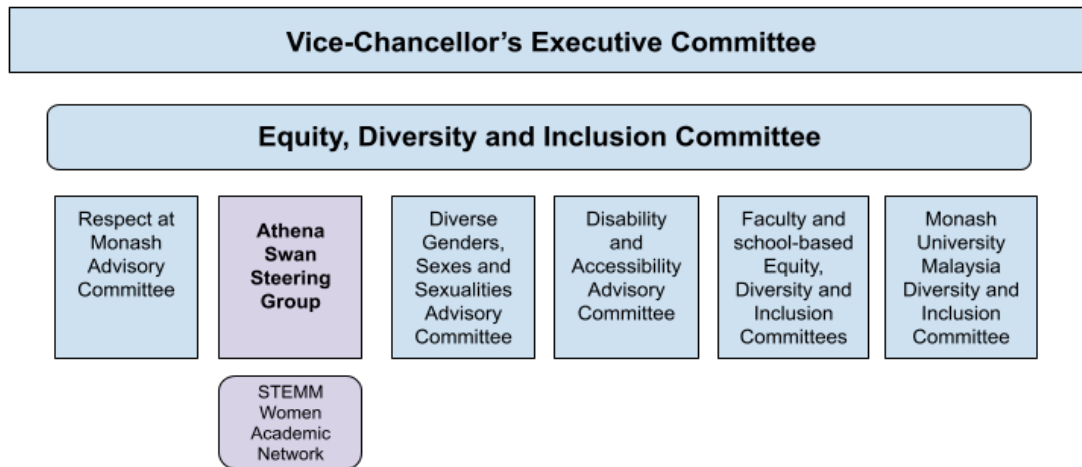 Vice-Chancellor's Executive Committee
Equity, Diversity and Inclusion Committee
Respect at
Monash
Advisory
Committee
Athena
Swan
Steering
Group
Diverse
Genders,
Sexes and
Sexualities
Advisory
Committee
Disability
and
Accessibility
Advisory
Committee
Faculty and
school-based
Equity,
Diversity and
Inclusion
Committees
Monash
University
Malaysia
Diversity and
Inclusion
Committee
STEMM
Women
Academic
Network